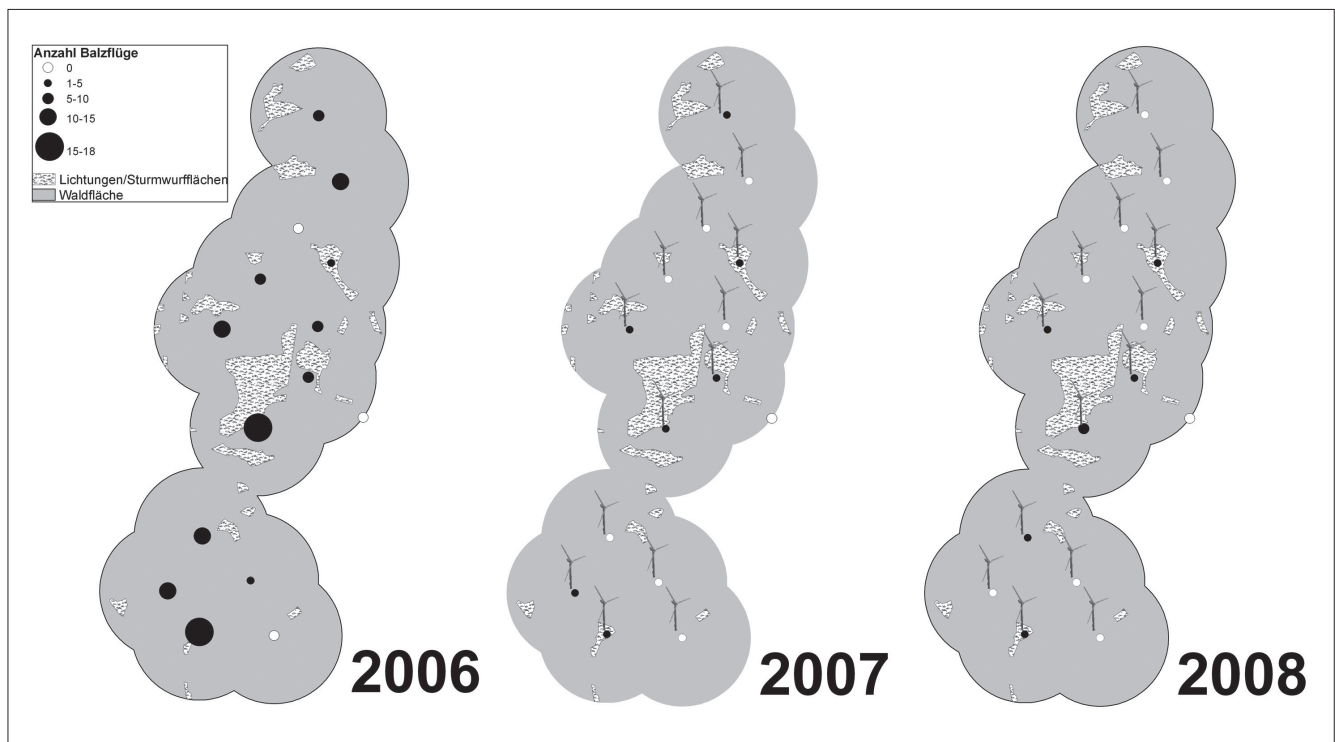 Anzahl Balzflüge
0
1-5
5-10
10-15
15-18
Lichtungen/Sturmwurfflächen
Waldfläche
2006
2007
2008